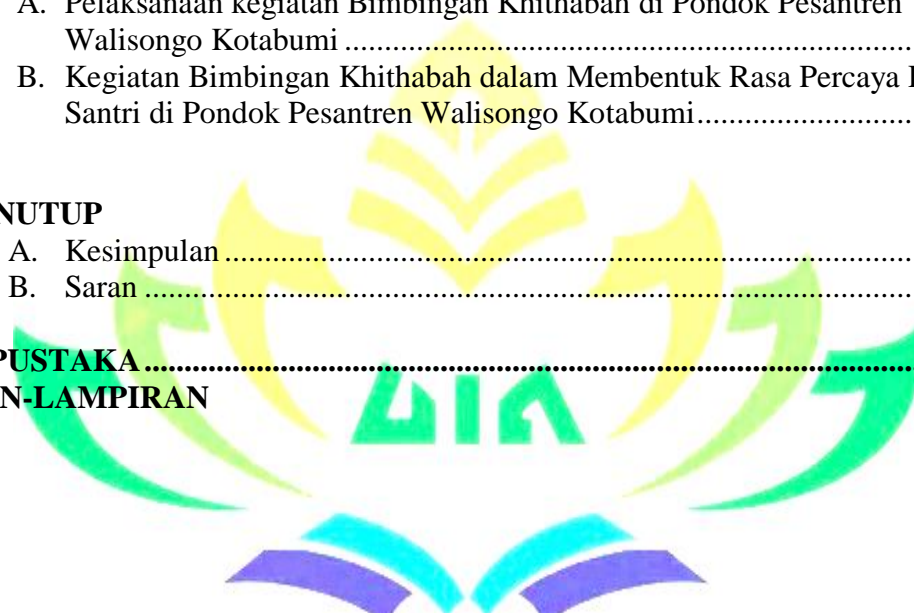 A. Pelaksanaan kegiatan Bimbingan Khithabah di Pondok Pesantren
Walisongo Kotabumi ........................................................................
B. Kegiatan Bimbingan Khithabah dalam Membentuk Rasa Percaya
Santri di Pondok Pesantren Walisongo Kotabumi...........................
NUTUP
A. Kesimpulan .......................................................................................
B. Saran .................................................................................................
PUSTAKA ..................................................................................................
N-LAMPIRAN